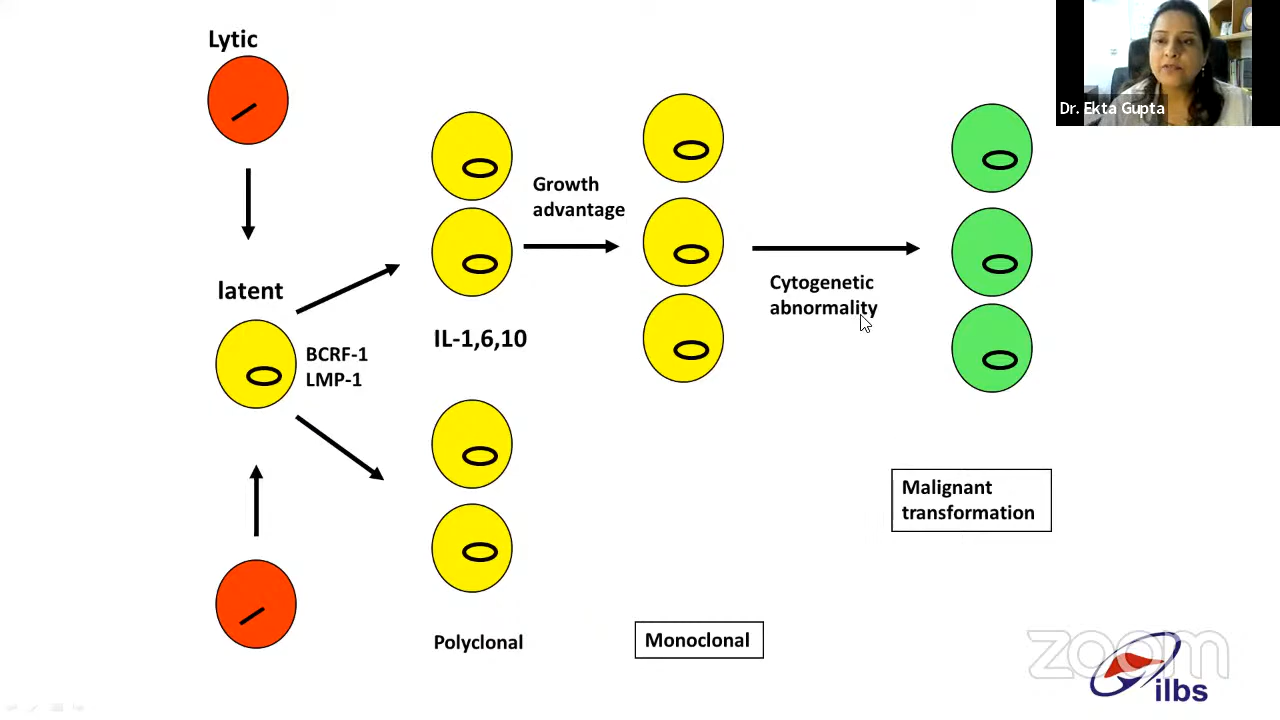 Lytic
Dr. Ekta Gupta
Growth
advantage
latent
Cytogenetic
abnormality
IL-1,6,10
BCRF-1
LMP-1
Malignant
transformation
Polyclonal
Monoclonal
zoom
ilbs